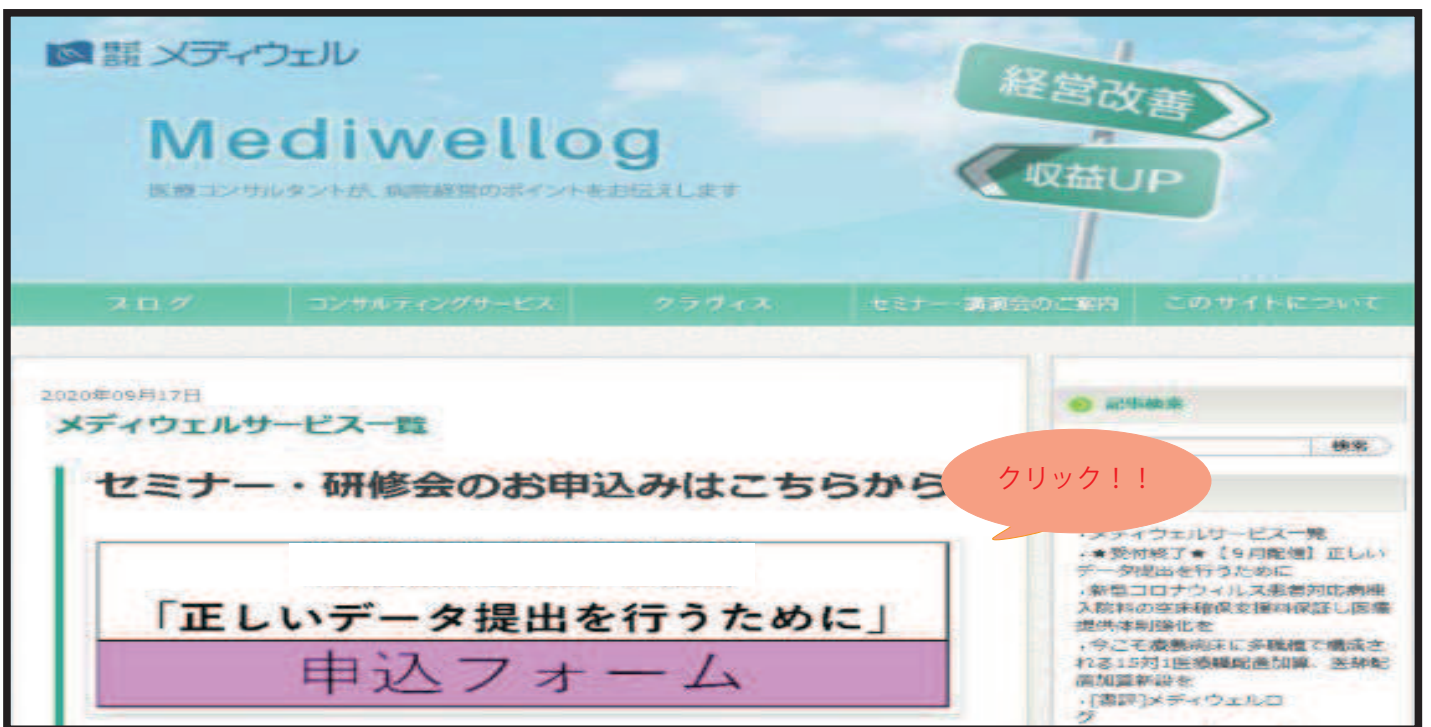 株式会社 メディウェル
経営改善
収益UP
Mediwellog
医療コンサルタントが、病院経営のポイントをお伝えします
ブログ
コンサルティングサービス
クラヴィス
セミナー・講演会のご案内
このサイトについて
2020年09月17日
メディウェルサービス一覧
セミナー・研修会のお申込みはこちらから
クリック！！
「正しいデータ提出を行うために」
申込フォーム
記事検索
検索
・メディウェルサービス一覧
・★受付終了★【9月配信】正しい
データ提出を行うために
・新型コロナウィルス患者対応病棟
入院料の空床確保支援料保証し医療
提供体制強化を
・今こそ療養病床に多職種で構成さ
れる15対1医療職配置加算、医師配
置加算新設を
・[書評]メディウェルロ
グ